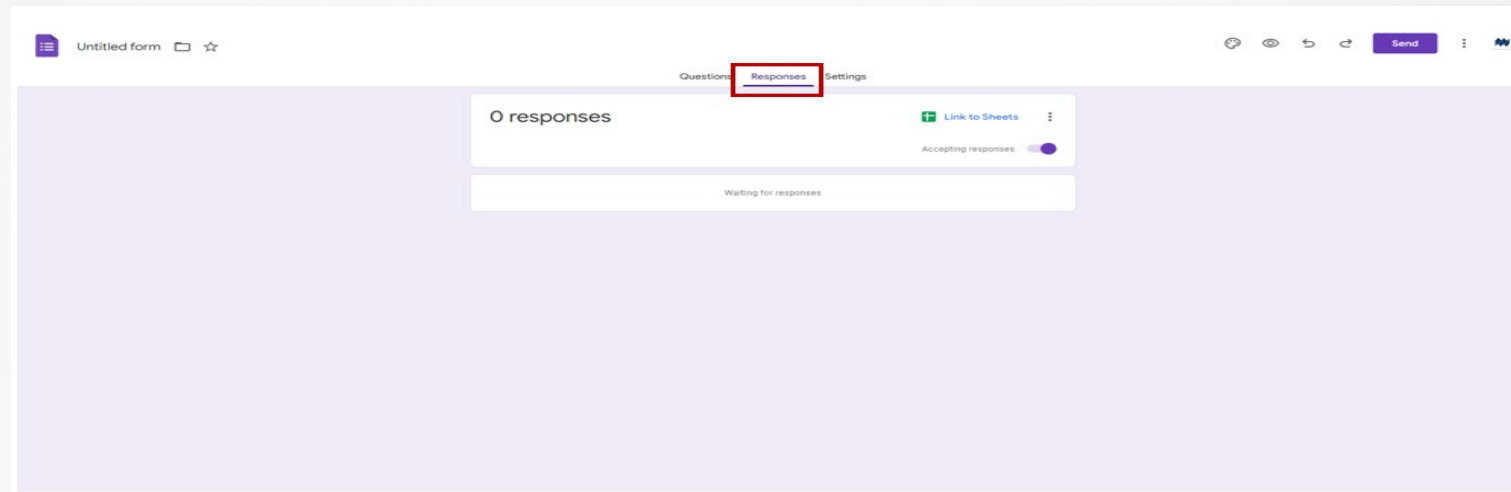 Untitled form
Send
Questions Responses Settings
0 responses
Link to Sheets
Accepting responses
Waiting for responses